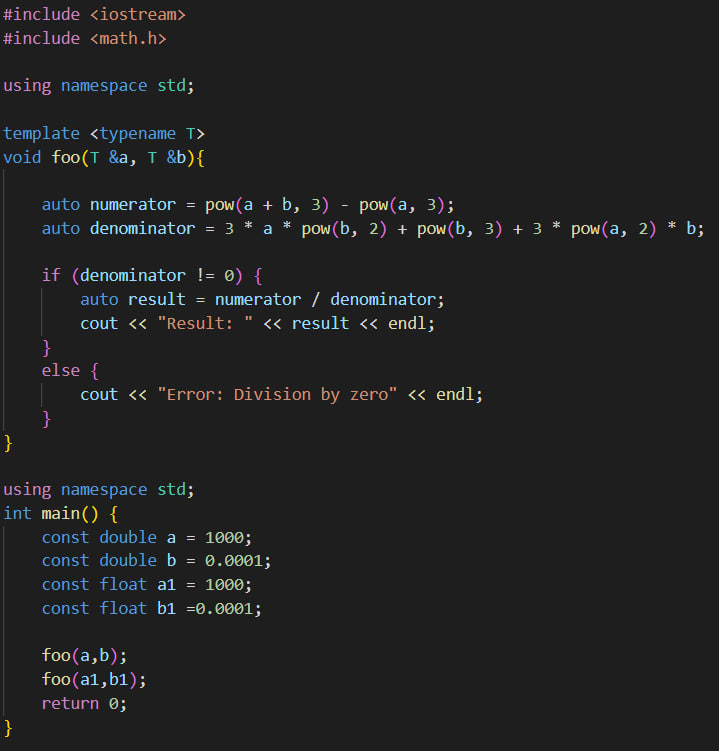 #include <iostream>
#include <math.h>
using namespace std;
template <typename T>
void foo(T &a, T &b){
auto numerator = pow(a + b, 3) - pow(a, 3);
auto denominator = 3 * a * pow(b, 2) + pow(b, 3) + 3 * pow(a, 2) * b;
if (denominator != 0) {
auto result = numerator / denominator;
cout << "Result: " << result << endl;
}
else {
cout << "Error: Division by zero" << endl;
}
}
using namespace std;
int main() {
const double a = 1000;
const double b = 0.0001;
const float a1 = 1000;
const float b1 =0.0001;
foo(a,b);
foo(a1,b1);
return 0;
}